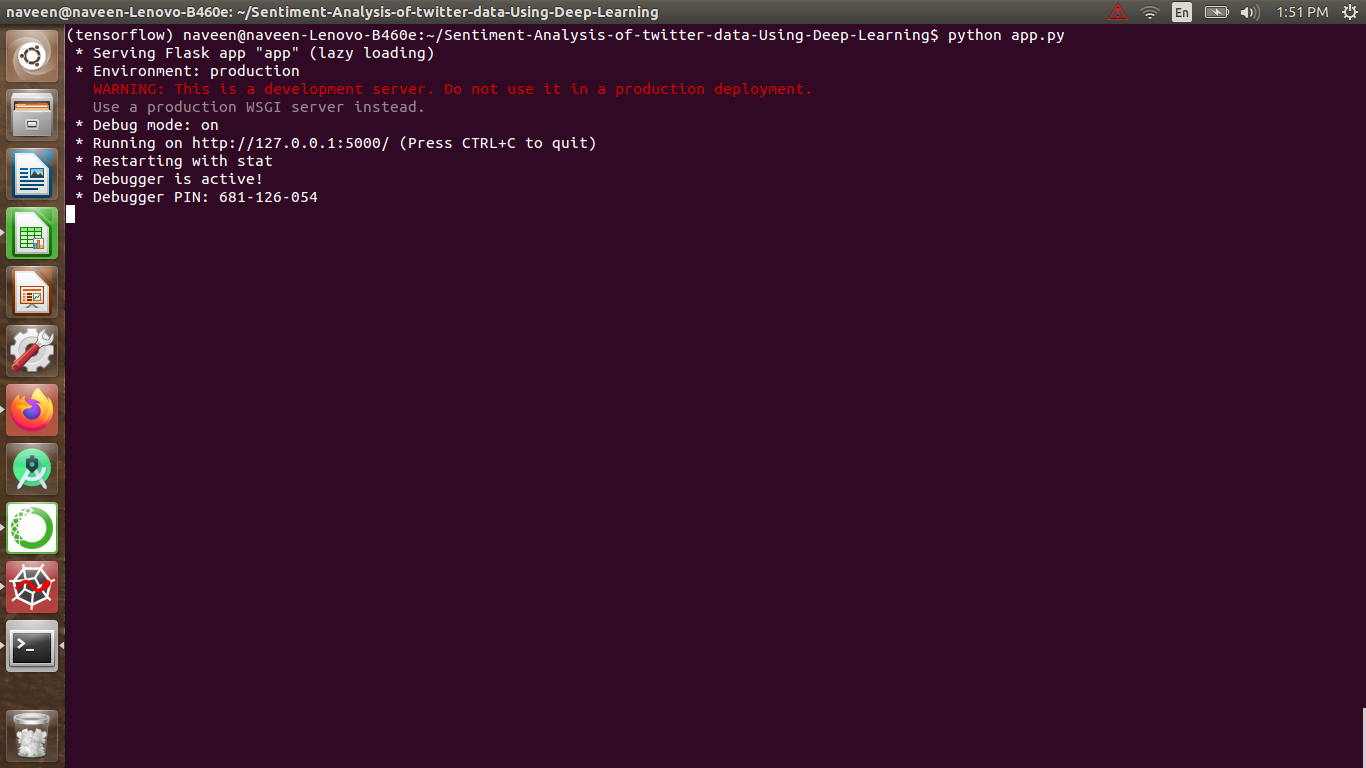 naveen@naveen-Lenovo-B460e: ~/Sentiment-Analysis-of-twitter-data-Using-Deep-Learning
En
1:51 PM
(tensorflow) naveen@naveen-Lenovo-B460e:~/Sentiment-Analysis-of-twitter-data-Using-Deep-Learning$ python app.py
 * Serving Flask app "app" (lazy loading)
 * Environment: production
   WARNING: This is a development server. Do not use it in a production deployment.
   Use a production WSGI server instead.
 * Debug mode: on
 * Running on http://127.0.0.1:5000/ (Press CTRL+C to quit)
 * Restarting with stat
 * Debugger is active!
 * Debugger PIN: 681-126-054